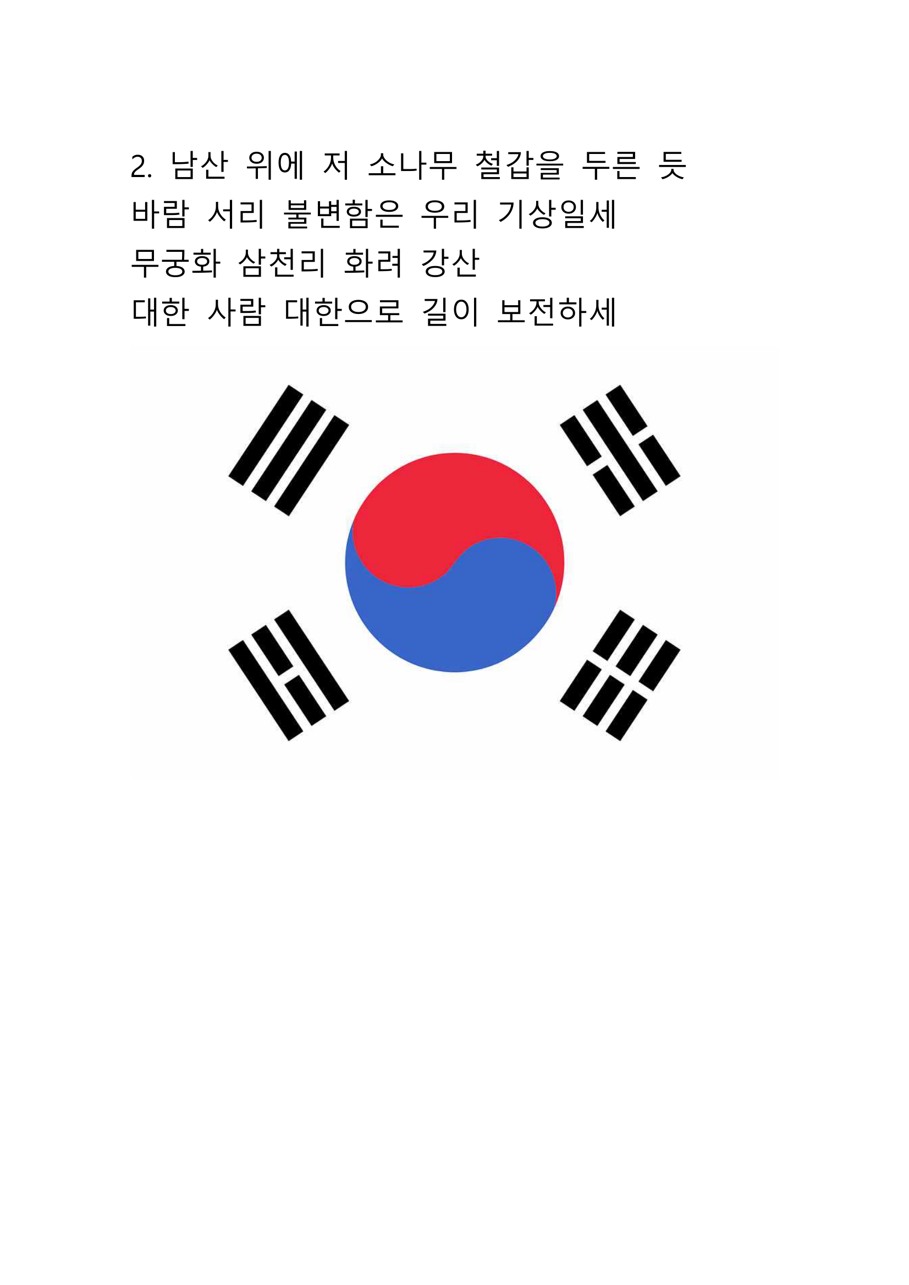 2. 남산 위에 저 소나무 철갑을 두른 듯
바람 서리 불변함은 우리 기상일세
무궁화 삼천리 화려 강산
대한 사람 대한으로 길이 보전하세